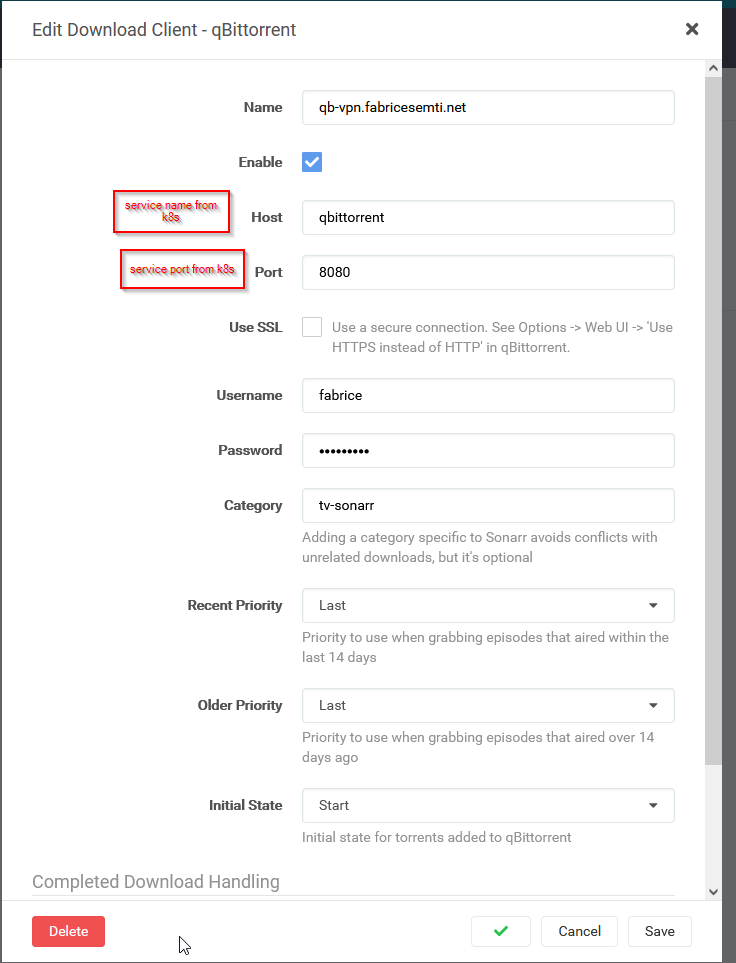 Edit Download Client - qBittorrent
Name
qb-vpn.fabricesemti.net
Enable
service name from
k8s
Host
qbittorrent
service port from k8s
Port
8080
Use SSL
Use a secure connection. See Options -> Web UI -> 'Use
HTTPS instead of HTTP' in qBittorrent.
Username
fabrice
Password
•••••••••
Category
tv-sonarr
Adding a category specific to Sonarr avoids conflicts with
unrelated downloads, but it's optional
Recent Priority
Last
Priority to use when grabbing episodes that aired within the
last 14 days
Older Priority
Last
Priority to use when grabbing episodes that aired over 14
days ago
Initial State
Start
Initial state for torrents added to qBittorrent
Completed Download Handling
Delete
Cancel
Save